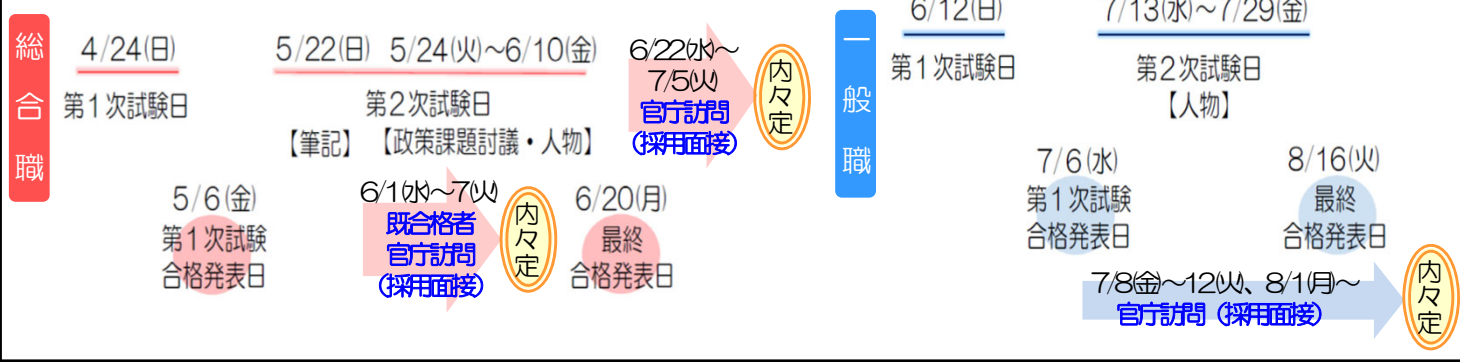 総合職
4/24(日)
第1次試験日
5/22(日) 5/24(火)～6/10(金)
第2次試験日
【筆記】 【政策課題討議・人物】
6/22(水)～
7/5(火)
官庁訪問
(採用面接)
内々定
5/6(金)
第1次試験
合格発表日
6/1(水)～7(火)
既合格者
官庁訪問
(採用面接)
内々定
6/20(月)
最終
合格発表日
一般職
6/12(日)
第1次試験日
7/13(水)～7/29(金)
第2次試験日
【人物】
7/6(水)
第1次試験
合格発表日
8/16(火)
最終
合格発表日
7/8(金)～12(火)、8/1(月)～
官庁訪問（採用面接）
内々定